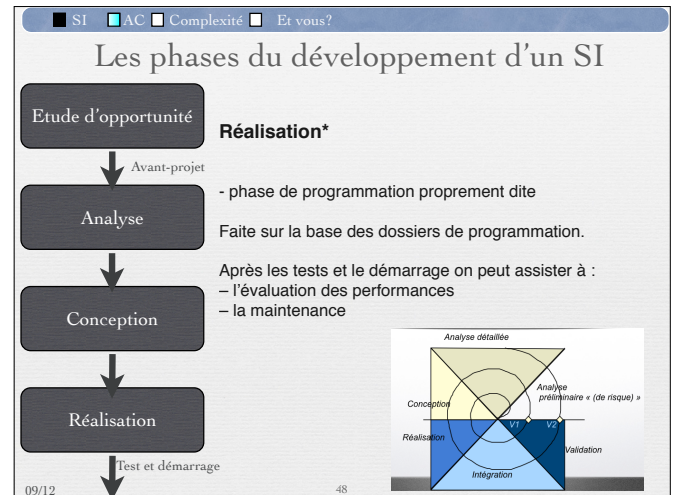 SI AC Complexité Et vous?
Les phases du développement d'un SI
Etude d'opportunité
Avant-projet
Analyse
Conception
Réalisation
Test et démarrage
Réalisation*
- phase de programmation proprement dite
Faite sur la base des dossiers de programmation.
Après les tests et le démarrage on peut assister à :
– l'évaluation des performances
– la maintenance
Analyse détaillée
Analyse
préliminaire « (de risque) »
Conception
V1 V2
Réalisation
Validation
Intégration
09/12
48